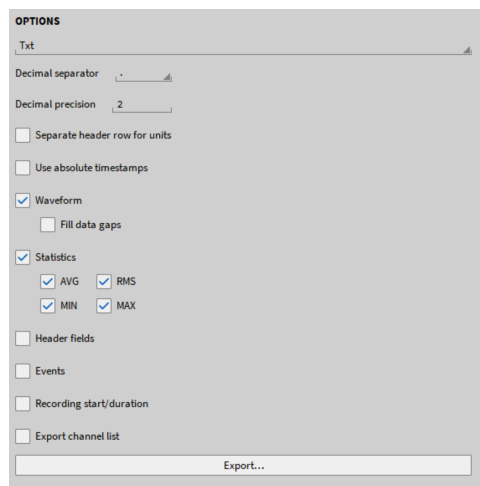 OPTIONS
Txt
Decimal separator .
Decimal precision 2
Separate header row for units
Use absolute timestamps
Waveform
Fill data gaps
Statistics
AVG RMS
MIN MAX
Header fields
Events
Recording start/duration
Export channel list
Export...